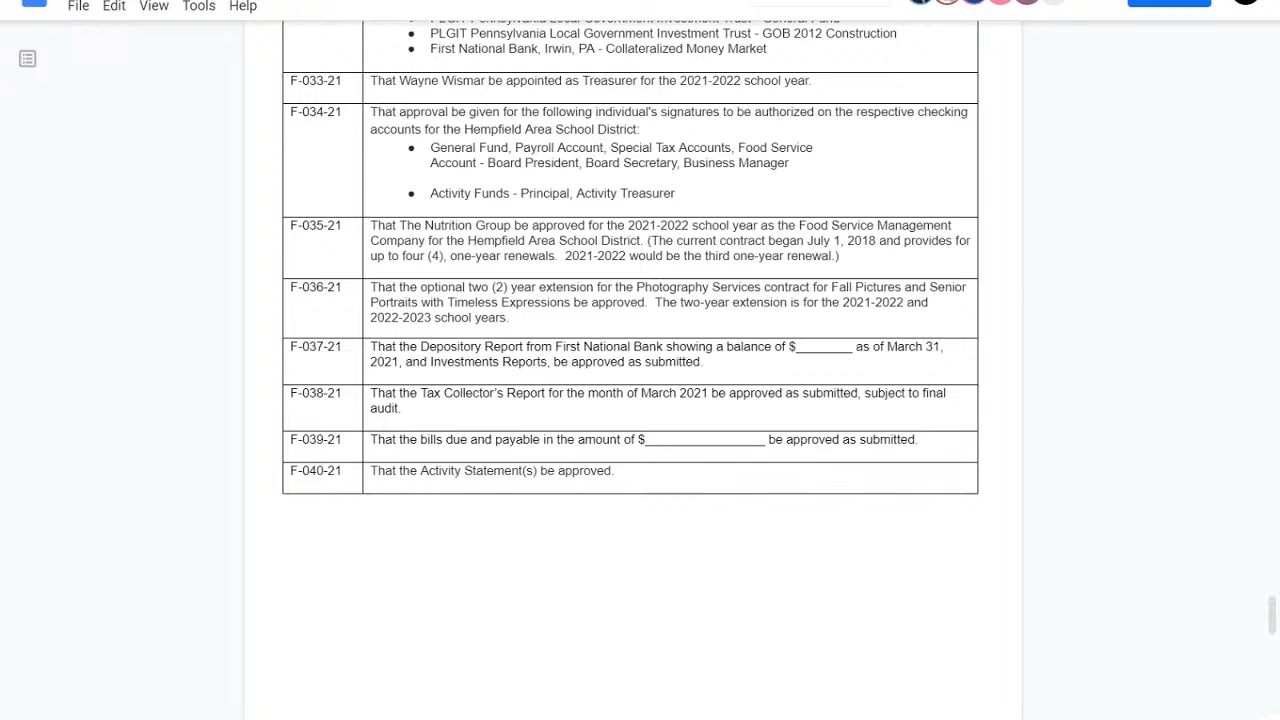 File Edit View Tools Help
PLGIT Pennsylvania Local Government Investment Trust - General Fund
● PLGIT Pennsylvania Local Government Investment Trust - GOB 2012 Construction
● First National Bank, Irwin, PA - Collateralized Money Market
F-033-21 That Wayne Wismar be appointed as Treasurer for the 2021-2022 school year.
F-034-21 That approval be given for the following individual's signatures to be authorized on the respective checking
accounts for the Hempfield Area School District:
● General Fund, Payroll Account, Special Tax Accounts, Food Service
Account - Board President, Board Secretary, Business Manager
● Activity Funds - Principal, Activity Treasurer
F-035-21 That The Nutrition Group be approved for the 2021-2022 school year as the Food Service Management
Company for the Hempfield Area School District. (The current contract began July 1, 2018 and provides for
up to four (4), one-year renewals.  2021-2022 would be the third one-year renewal.)
F-036-21 That the optional two (2) year extension for the Photography Services contract for Fall Pictures and Senior
Portraits with Timeless Expressions be approved.  The two-year extension is for the 2021-2022 and
2022-2023 school years.
F-037-21 That the Depository Report from First National Bank showing a balance of $________ as of March 31,
2021, and Investments Reports, be approved as submitted.
F-038-21 That the Tax Collector’s Report for the month of March 2021 be approved as submitted, subject to final
audit.
F-039-21 That the bills due and payable in the amount of $_________________ be approved as submitted.
F-040-21 That the Activity Statement(s) be approved.